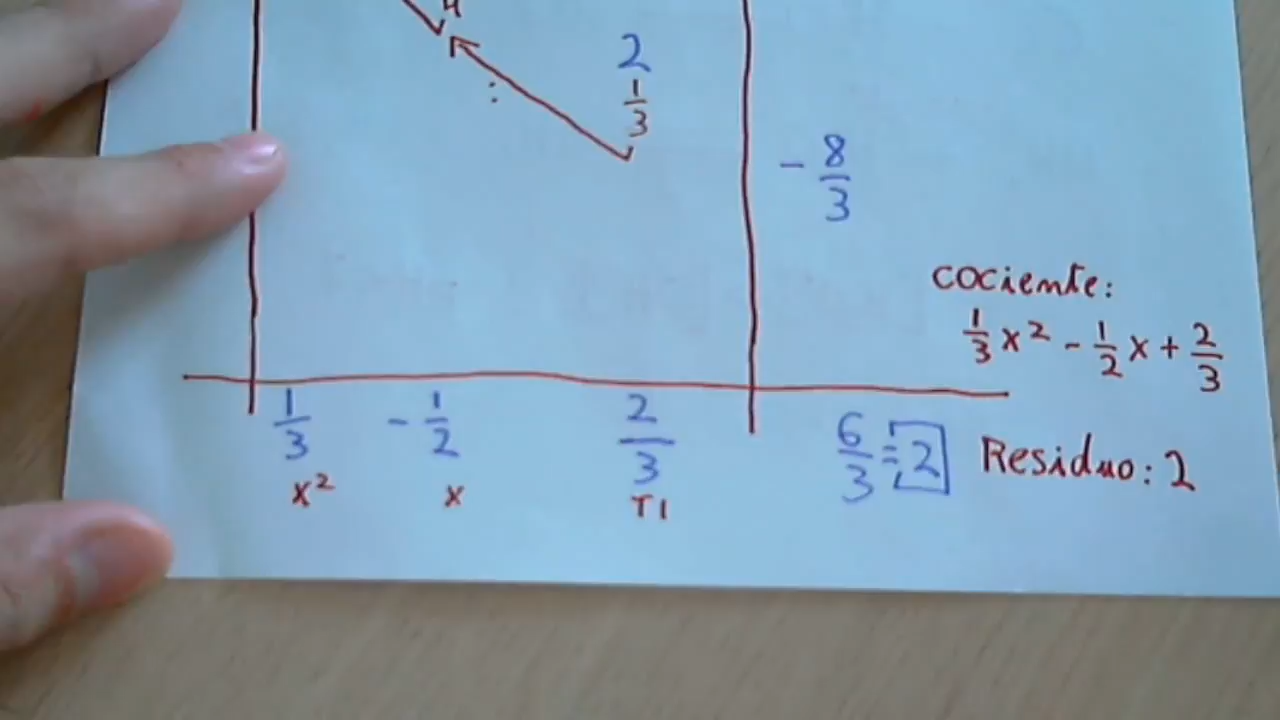 2
1/3
:
- 8/3
cociente:
1/3 x² - 1/2 x + 2/3
1/3 - 1/2 2/3 6/3 = 2
x² x TI
Residuo: 2